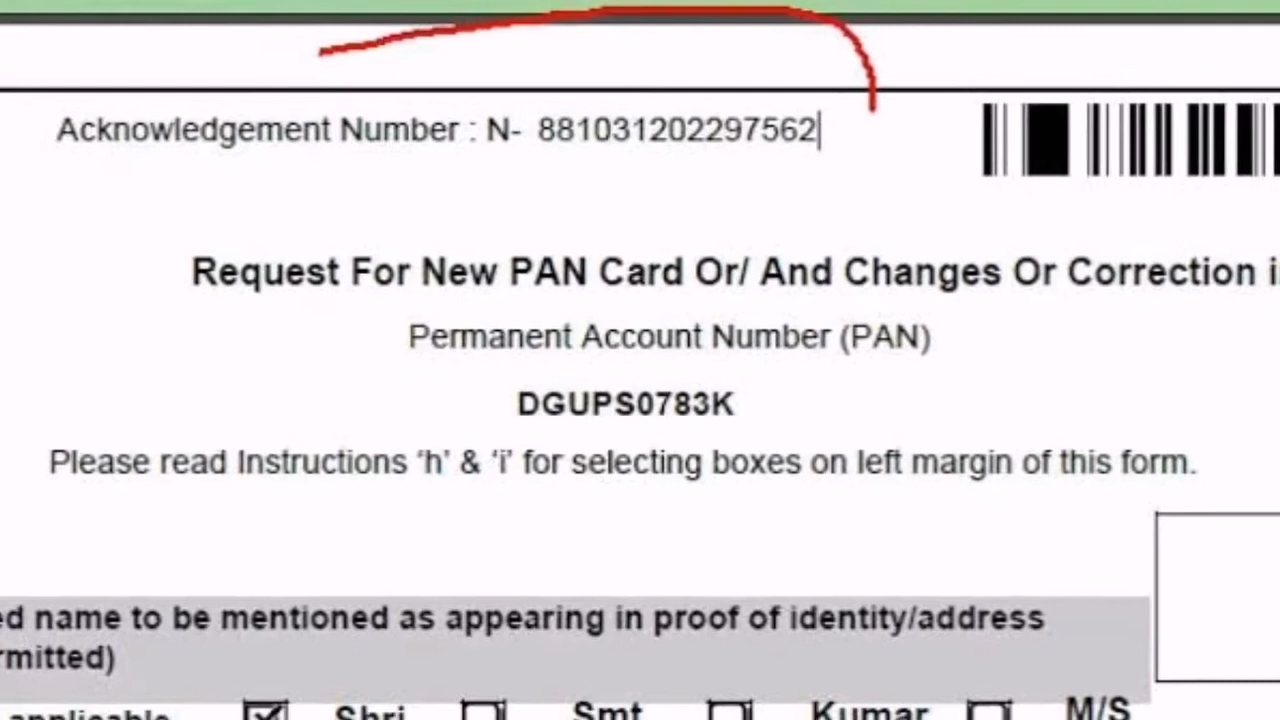 Acknowledgement Number : N- 881031202297562
Request For New PAN Card Or/ And Changes Or Correction
Permanent Account Number (PAN)
DGUPS0783K
Please read Instructions ‘h’ & ‘i’ for selecting boxes on left margin of this form.
name to be mentioned as appearing in proof of identity/address
applicable Shri Smt Kumar M/S